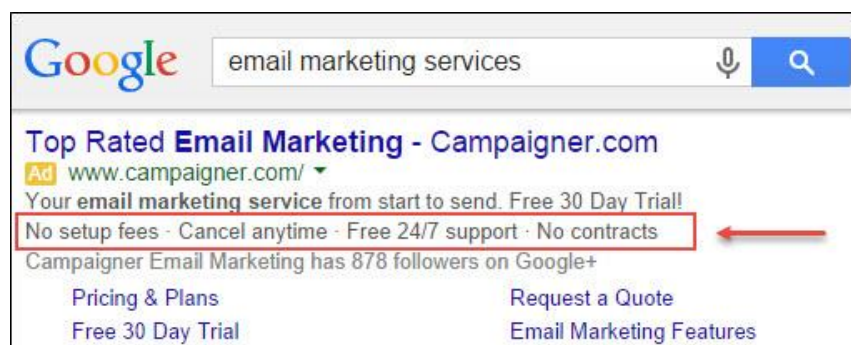 Google email marketing services
Top Rated Email Marketing - Campaigner.com
Ad www.campaigner.com/
Your email marketing service from start to send. Free 30 Day Trial!
No setup fees · Cancel anytime · Free 24/7 support · No contracts
Campaigner Email Marketing has 878 followers on Google+
Pricing & Plans Request a Quote
Free 30 Day Trial Email Marketing Features